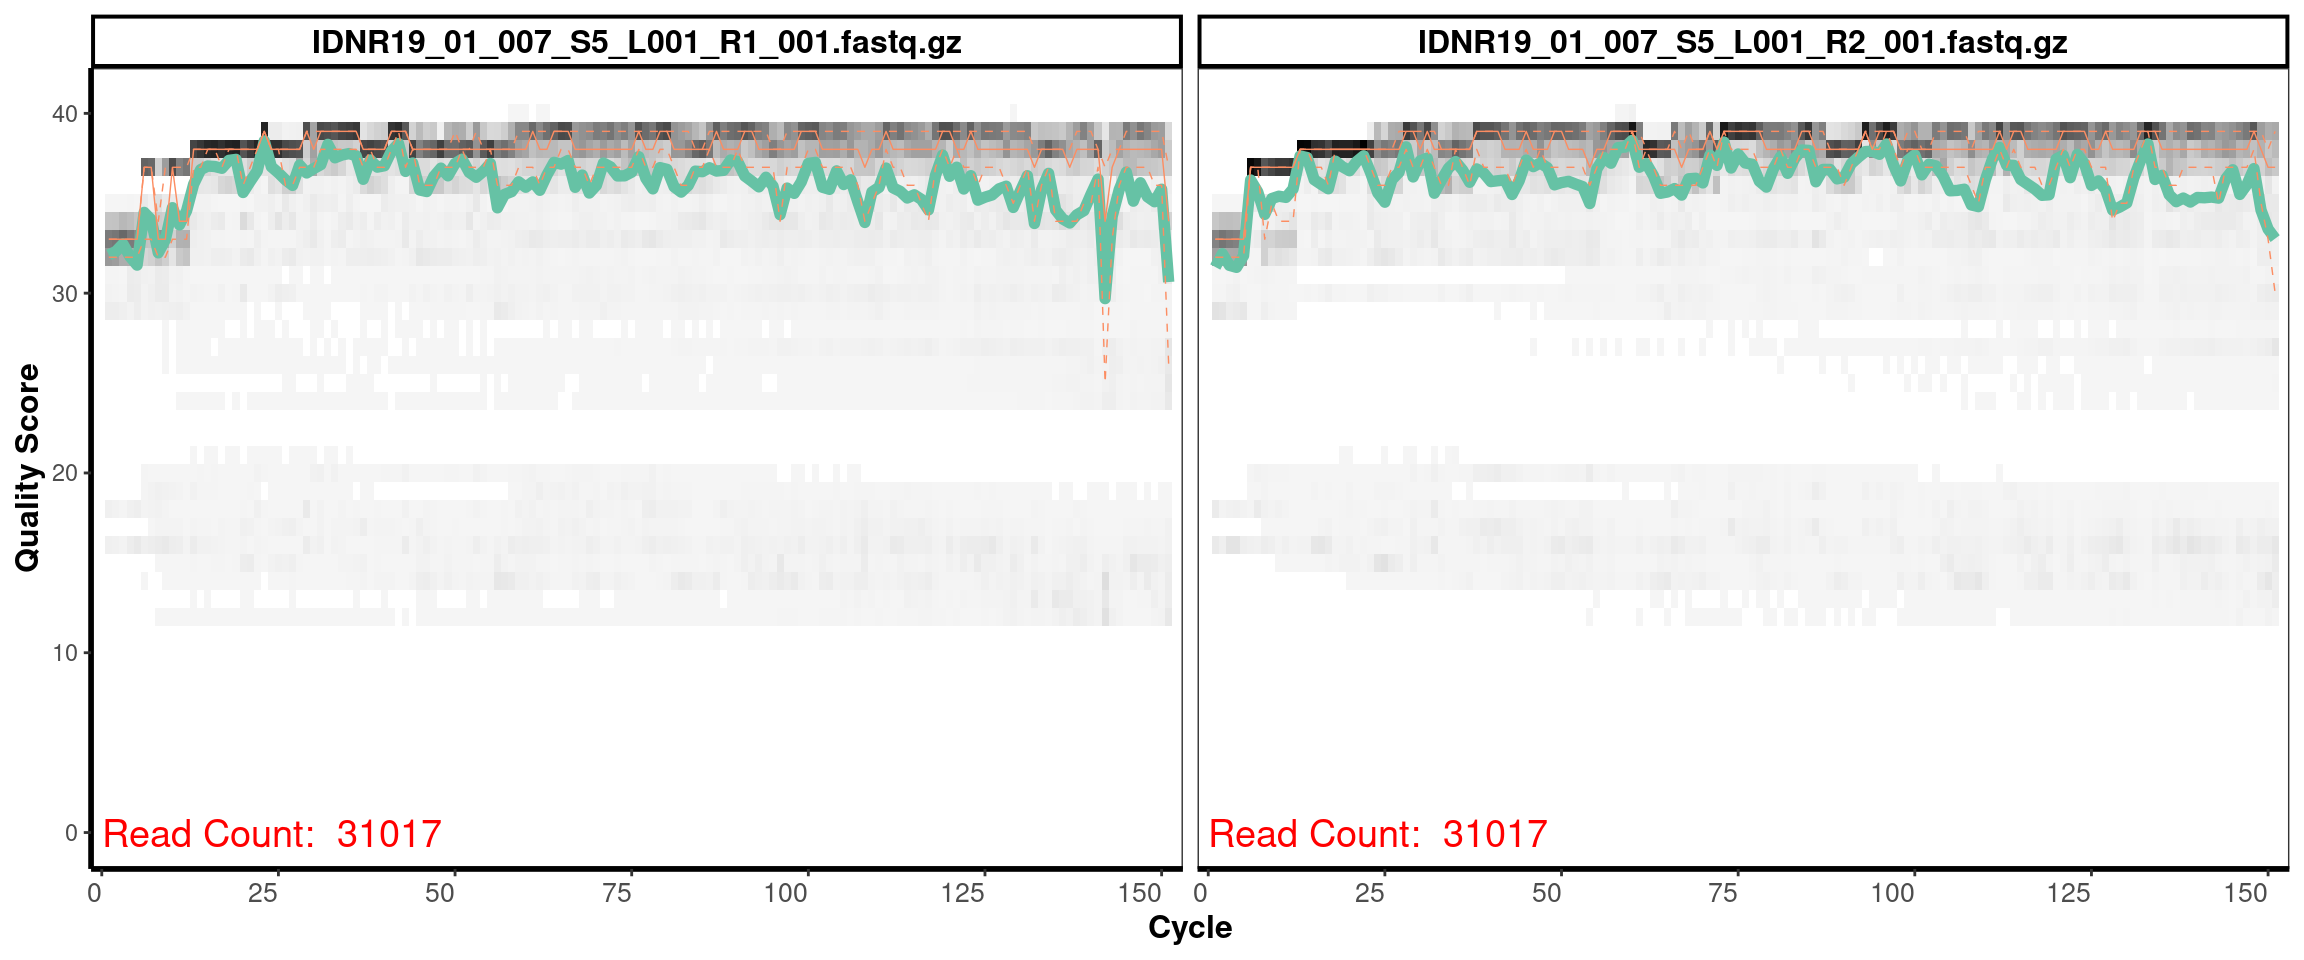 IDNR19_01_007_S5_L001_R1_001.fastq.gz
IDNR19_01_007_S5_L001_R2_001.fastq.gz
Quality Score
40
30
20
10
0
Read Count:  31017
Read Count:  31017
0 25 50 75 100 125 150
0 25 50 75 100 125 150
Cycle